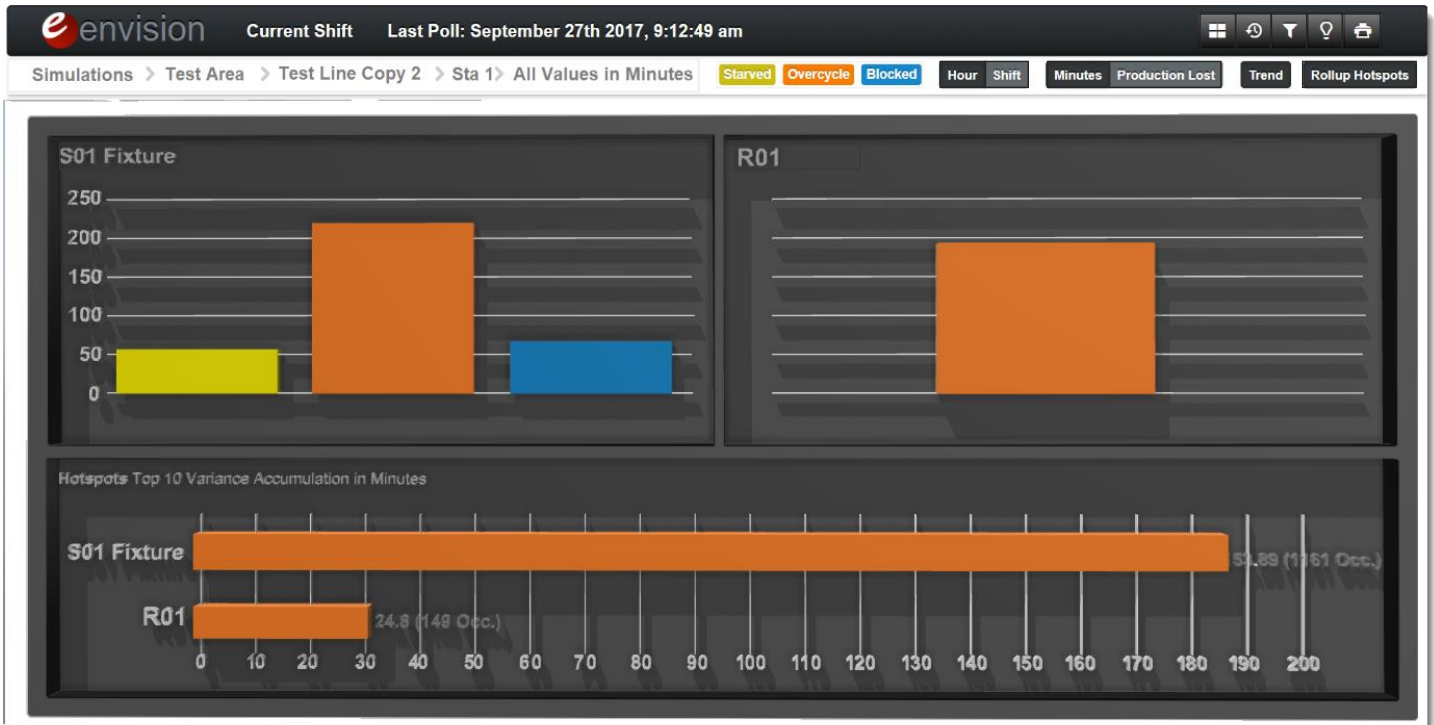 envision Current Shift Last Poll: September 27th 2017, 9:12:49 am
Simulations > Test Area > Test Line Copy 2 > Sta 1> All Values in Minutes Starved Overcycle Blocked Hour Shift Minutes Production Lost Trend Rollup Hotspots
S01 Fixture
R01
250
200
150
100
50
0
Hotspots Top 10 Variance Accumulation in Minutes
S01 Fixture (1161 Occ.)
R01 24.8 (149 Occ.)
0 10 20 30 40 50 60 70 80 90 100 110 120 130 140 150 160 170 180 190 200